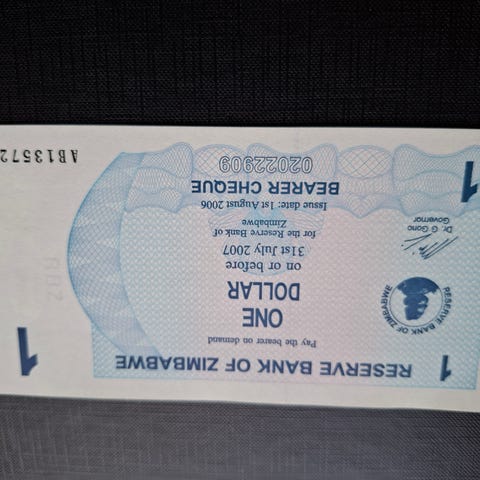 1
RESERVE BANK OF ZIMBABWE
1
RESERVE BANK OF ZIMBABWE
Pay the bearer on demand
ONE
DOLLAR
on or before
31st July 2007
for the Reserve Bank of
Zimbabwe
Issue date: 1st August 2006
BEARER CHEQUE
02022909
Dr. G Gono
Governor
1
AB13572